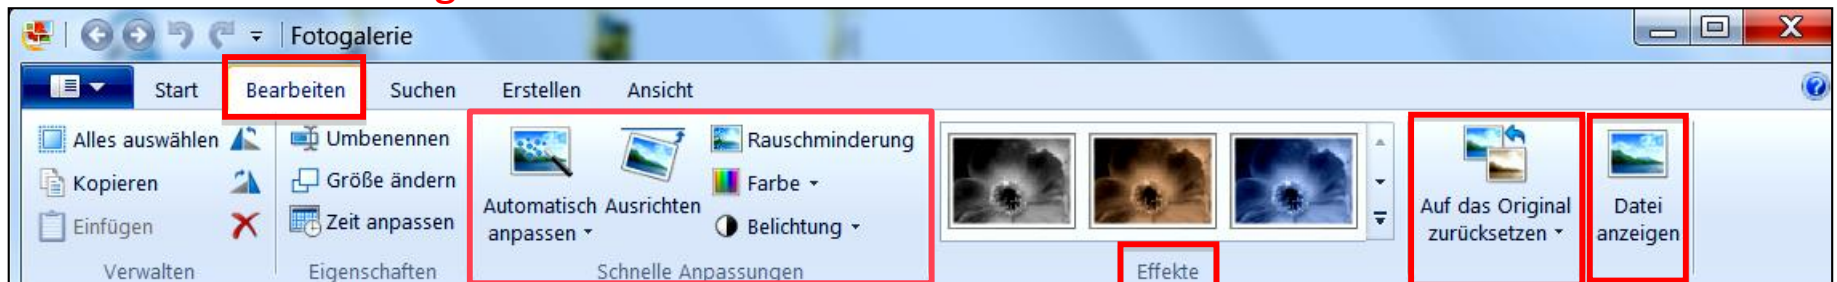 Fotogalerie
Start Bearbeiten Suchen Erstellen Ansicht
Alles auswählen
Kopieren
Einfügen
Verwalten
Umbenennen
Größe ändern
Zeit anpassen
Eigenschaften
Automatisch
anpassen
Ausrichten
Rauschminderung
Farbe
Belichtung
Schnelle Anpassungen
Effekte
Auf das Original
zurücksetzen
Datei
anzeigen